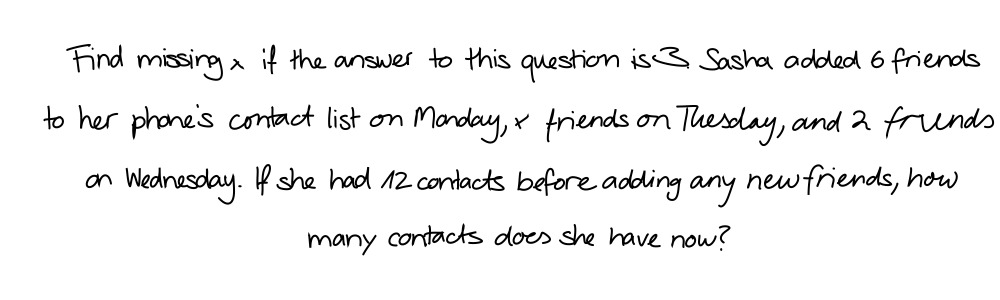 Find missing x if the answer to this question is 3. Sasha added 6 friends
to her phone's contact list on Monday, x friends on Tuesday, and 2 friends
on Wednesday. If she had 12 contacts before adding any new friends, how
many contacts does she have now?